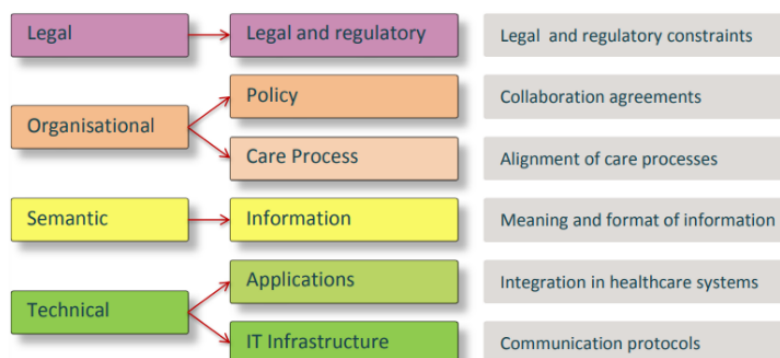 Legal
Legal and regulatory
Legal and regulatory constraints
Organisational
Policy
Collaboration agreements
Care Process
Alignment of care processes
Semantic
Information
Meaning and format of information
Technical
Applications
Integration in healthcare systems
IT Infrastructure
Communication protocols